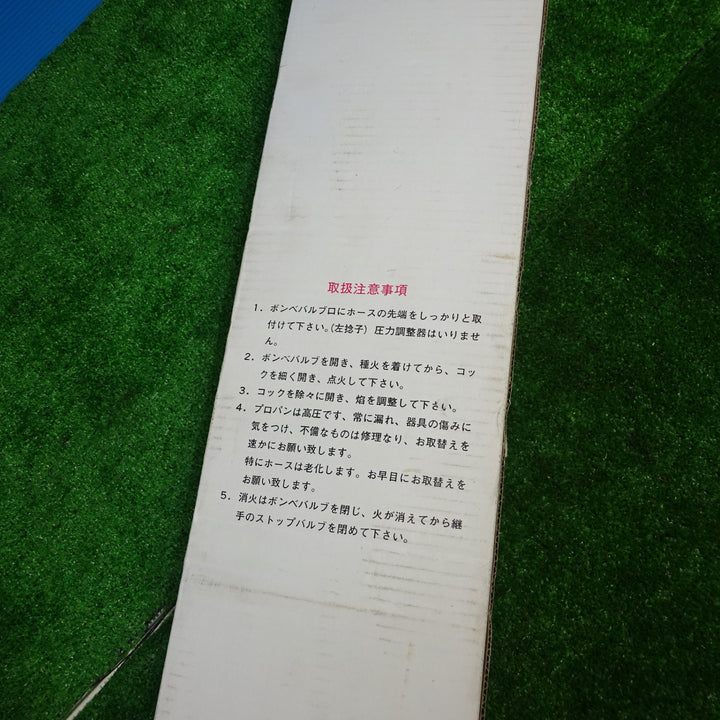 取扱注意事項
1. ボンベバルブ口にホースの先端をしっかりと取
付けて下さい。(左捻子) 圧力調整器はいりませ
ん。
2. ボンベバルブを開き、種火を着けてから、コッ
クを細く開き、点火して下さい。
3. コックを除々に開き、焰を調整して下さい。
4. プロパンは高圧です、常に漏れ、器具の傷みに
気をつけ、不備なものは修理なり、お取替えを
速かにお願い致します。
特にホースは老化します。お早目にお取替えを
お願い致します。
5. 消火はボンベバルブを閉じ、火が消えてから継
手のストップバルブを閉めて下さい。